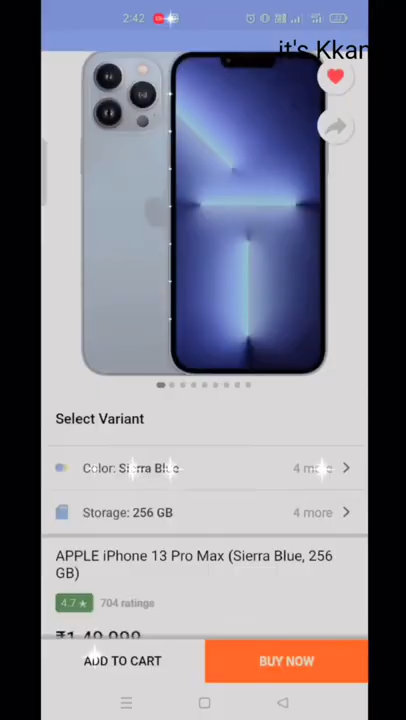 2:42
it's Kkan
Select Variant
Color: Sierra Blue
4 more
Storage: 256 GB
4 more
APPLE iPhone 13 Pro Max (Sierra Blue, 256
GB)
4.7★
704 ratings
ADD TO CART
BUY NOW